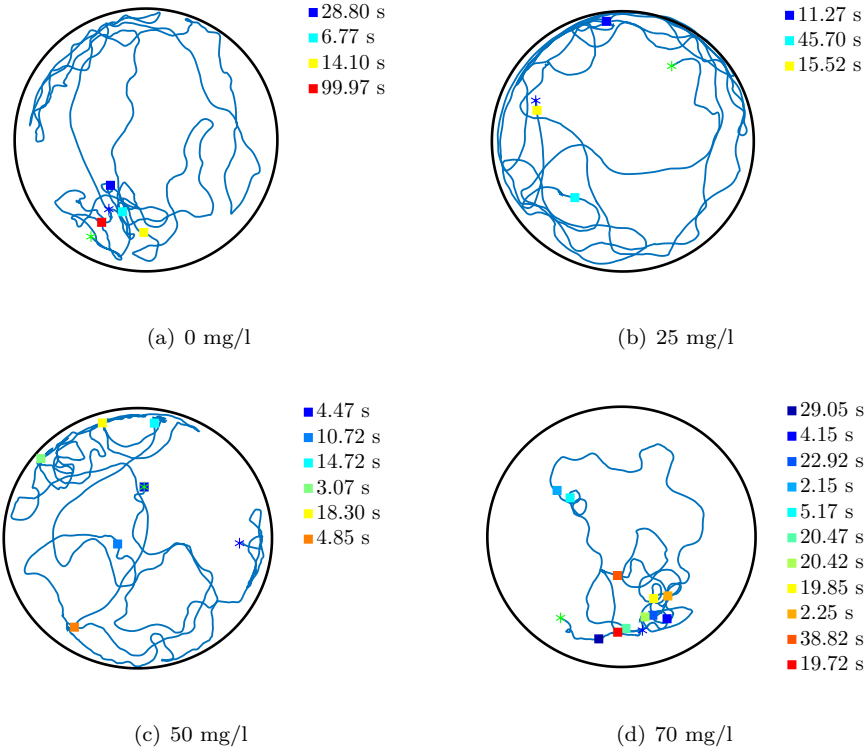 28.80 s
6.77 s
14.10 s
99.97 s
(a) 0 mg/l
11.27 s
45.70 s
15.52 s
(b) 25 mg/l
4.47 s
10.72 s
14.72 s
3.07 s
18.30 s
4.85 s
(c) 50 mg/l
29.05 s
4.15 s
22.92 s
2.15 s
5.17 s
20.47 s
20.42 s
19.85 s
2.25 s
38.82 s
19.72 s
(d) 70 mg/l